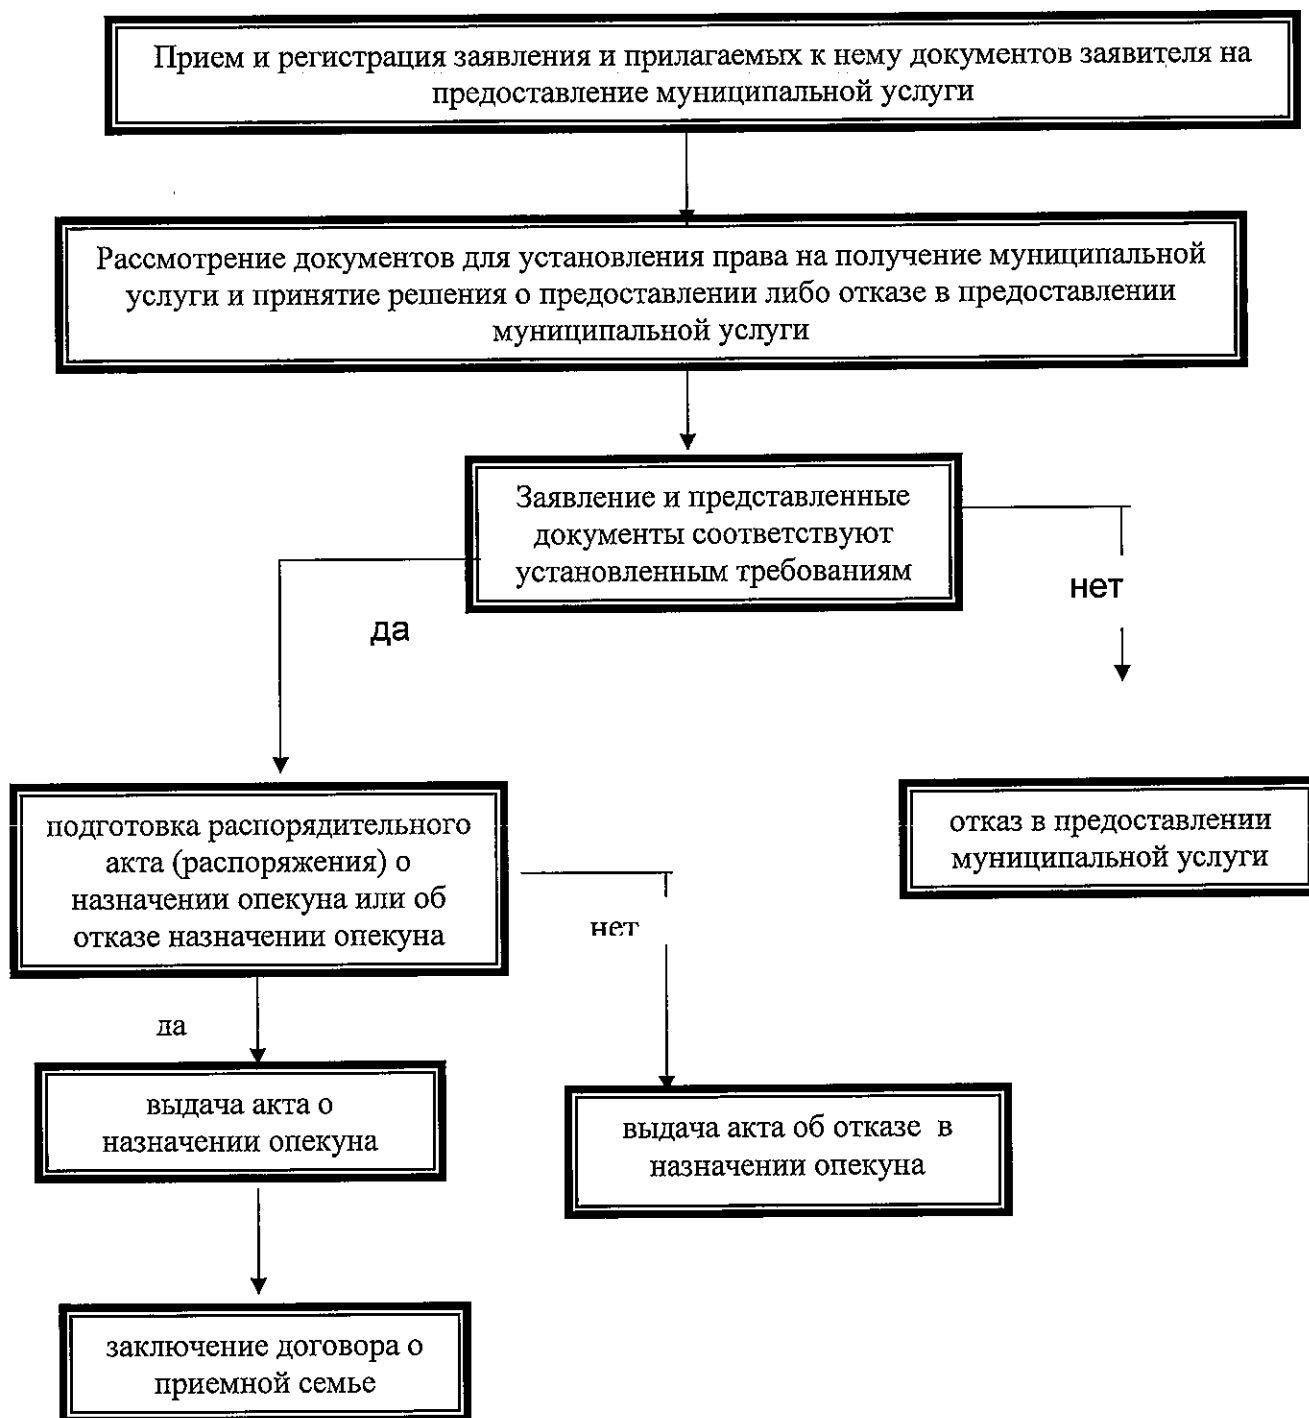 Прием и регистрация заявления и прилагаемых к нему документов заявителя на
предоставление муниципальной услуги
Рассмотрение документов для установления права на получение муниципальной
услуги и принятие решения о предоставлении либо отказе в предоставлении
муниципальной услуги
Заявление и представленные
документы соответствуют
установленным требованиям
нет
да
подготовка распорядительного
акта (распоряжения) о
назначении опекуна или об
отказе назначении опекуна
отказ в предоставлении
муниципальной услуги
нет
да
выдача акта о
назначении опекуна
выдача акта об отказе в
назначении опекуна
заключение договора о
приемной семье